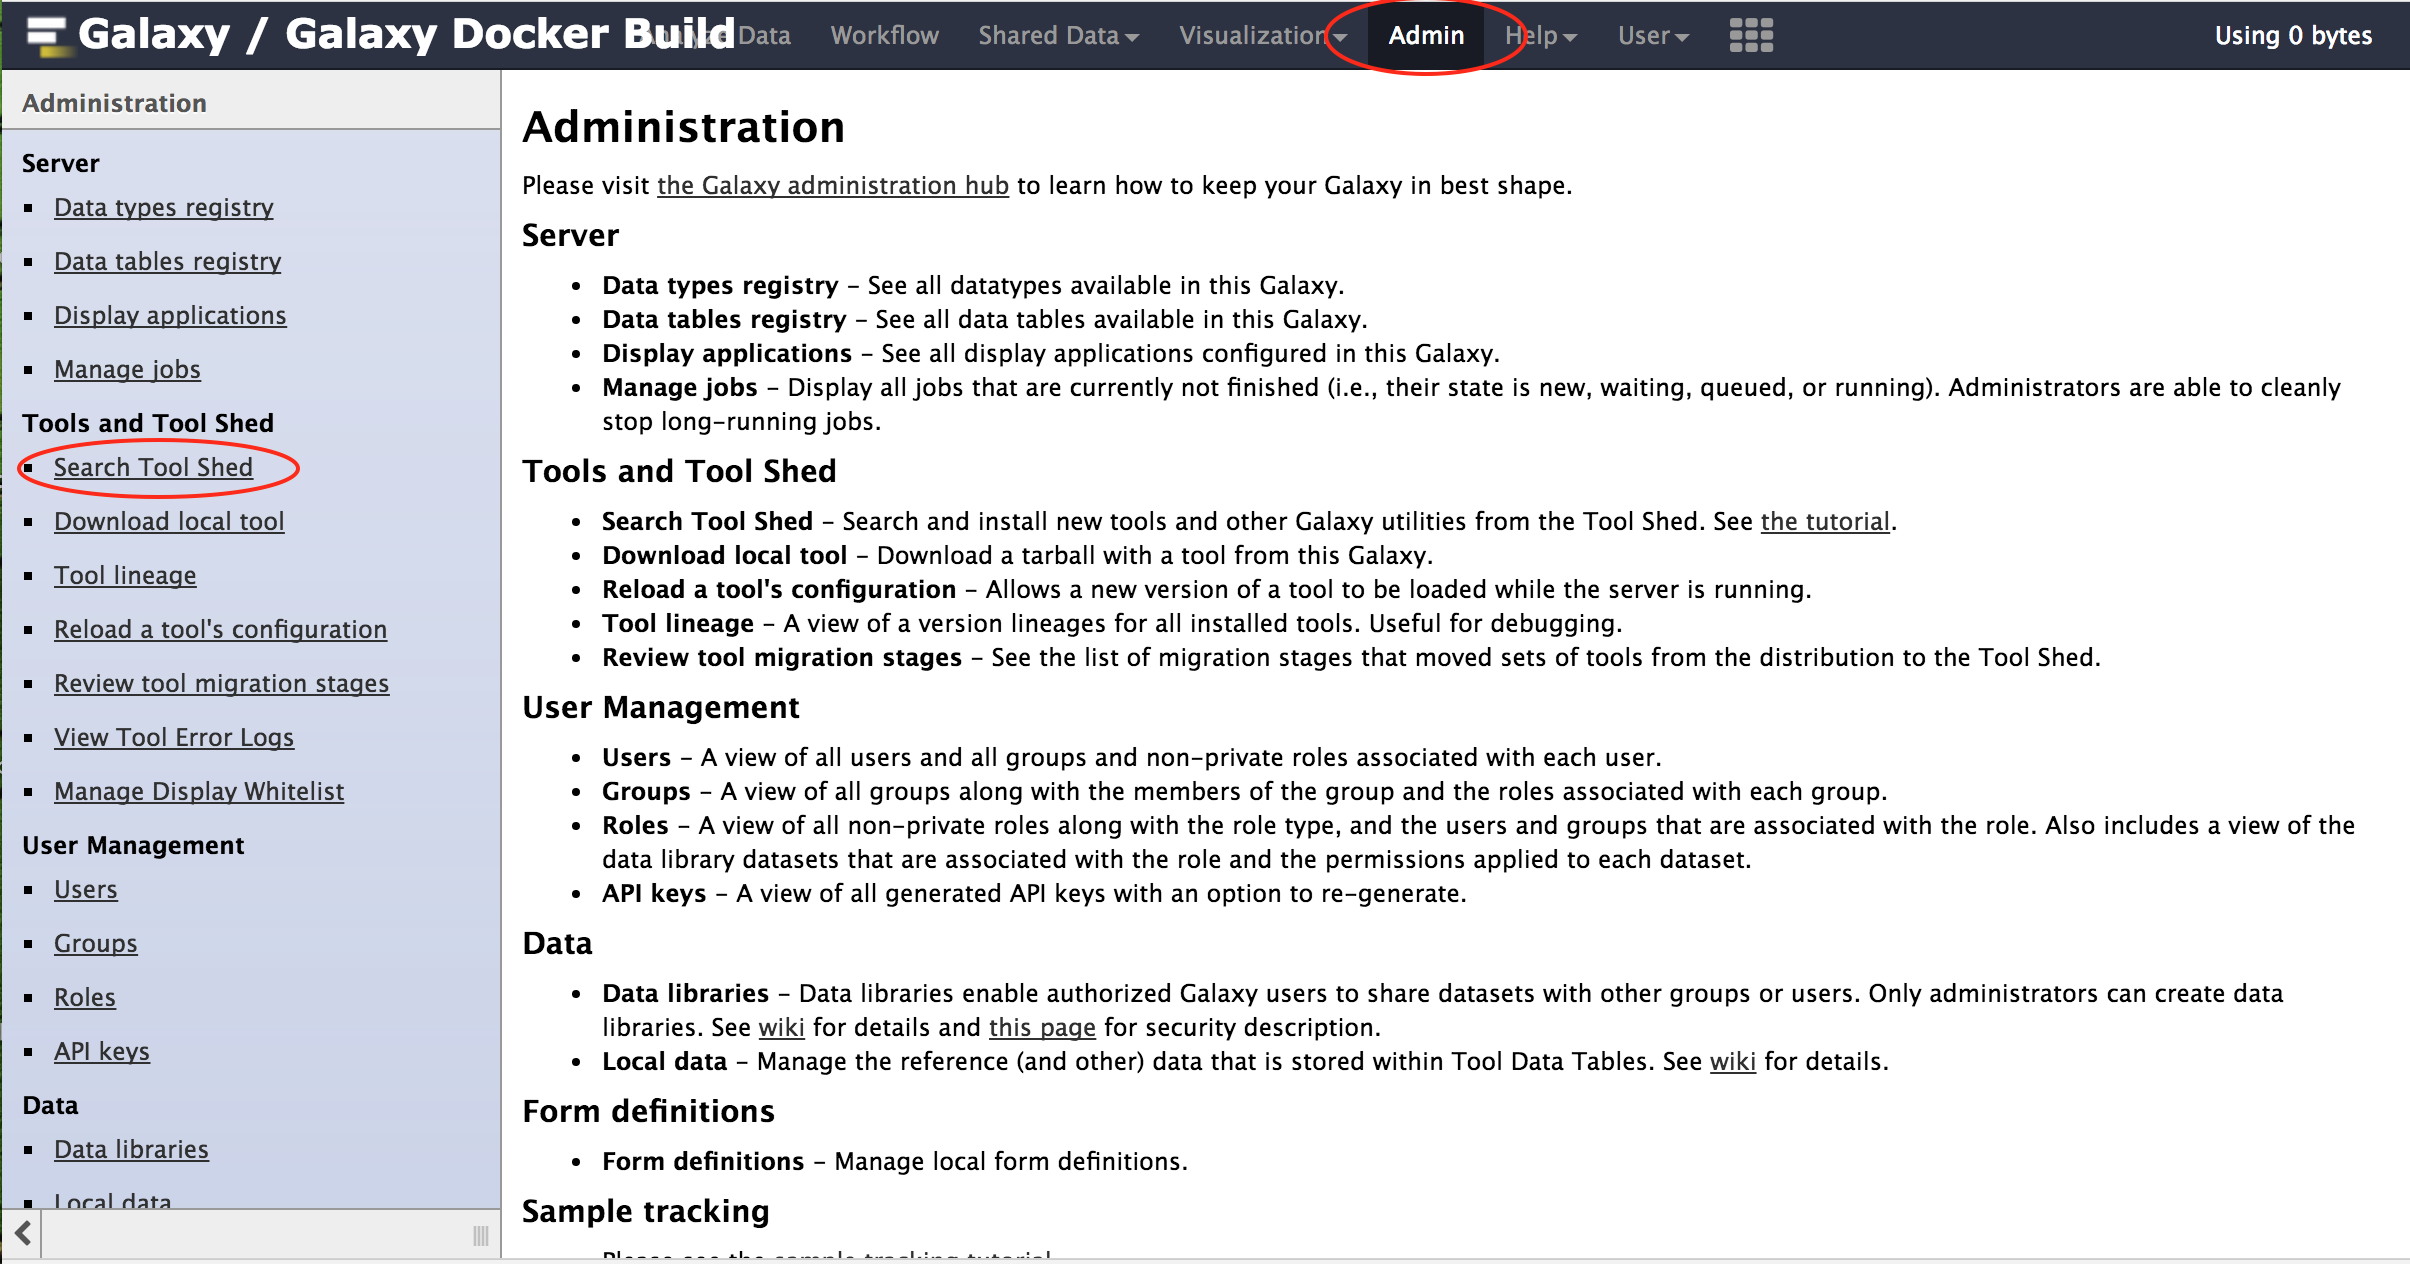 Galaxy / Galaxy Docker Build
Data
Workflow
Shared Data
Visualization
Admin
Help
User
Using 0 bytes
Administration
Server
Data types registry
Data tables registry
Display applications
Manage jobs
Tools and Tool Shed
Search Tool Shed
Download local tool
Tool lineage
Reload a tool's configuration
Review tool migration stages
View Tool Error Logs
Manage Display Whitelist
User Management
Users
Groups
Roles
API keys
Data
Data libraries
Local data
Administration
Please visit the Galaxy administration hub to learn how to keep your Galaxy in best shape.
Server
• Data types registry – See all datatypes available in this Galaxy.
• Data tables registry – See all data tables available in this Galaxy.
• Display applications – See all display applications configured in this Galaxy.
• Manage jobs – Display all jobs that are currently not finished (i.e., their state is new, waiting, queued, or running). Administrators are able to cleanly
stop long-running jobs.
Tools and Tool Shed
• Search Tool Shed – Search and install new tools and other Galaxy utilities from the Tool Shed. See the tutorial.
• Download local tool – Download a tarball with a tool from this Galaxy.
• Reload a tool's configuration – Allows a new version of a tool to be loaded while the server is running.
• Tool lineage – A view of a version lineages for all installed tools. Useful for debugging.
• Review tool migration stages – See the list of migration stages that moved sets of tools from the distribution to the Tool Shed.
User Management
• Users – A view of all users and all groups and non-private roles associated with each user.
• Groups – A view of all groups along with the members of the group and the roles associated with each group.
• Roles – A view of all non-private roles along with the role type, and the users and groups that are associated with the role. Also includes a view of the
data library datasets that are associated with the role and the permissions applied to each dataset.
• API keys – A view of all generated API keys with an option to re-generate.
Data
• Data libraries – Data libraries enable authorized Galaxy users to share datasets with other groups or users. Only administrators can create data
libraries. See wiki for details and this page for security description.
• Local data – Manage the reference (and other) data that is stored within Tool Data Tables. See wiki for details.
Form definitions
• Form definitions – Manage local form definitions.
Sample tracking
Please see the sample tracking tutorial